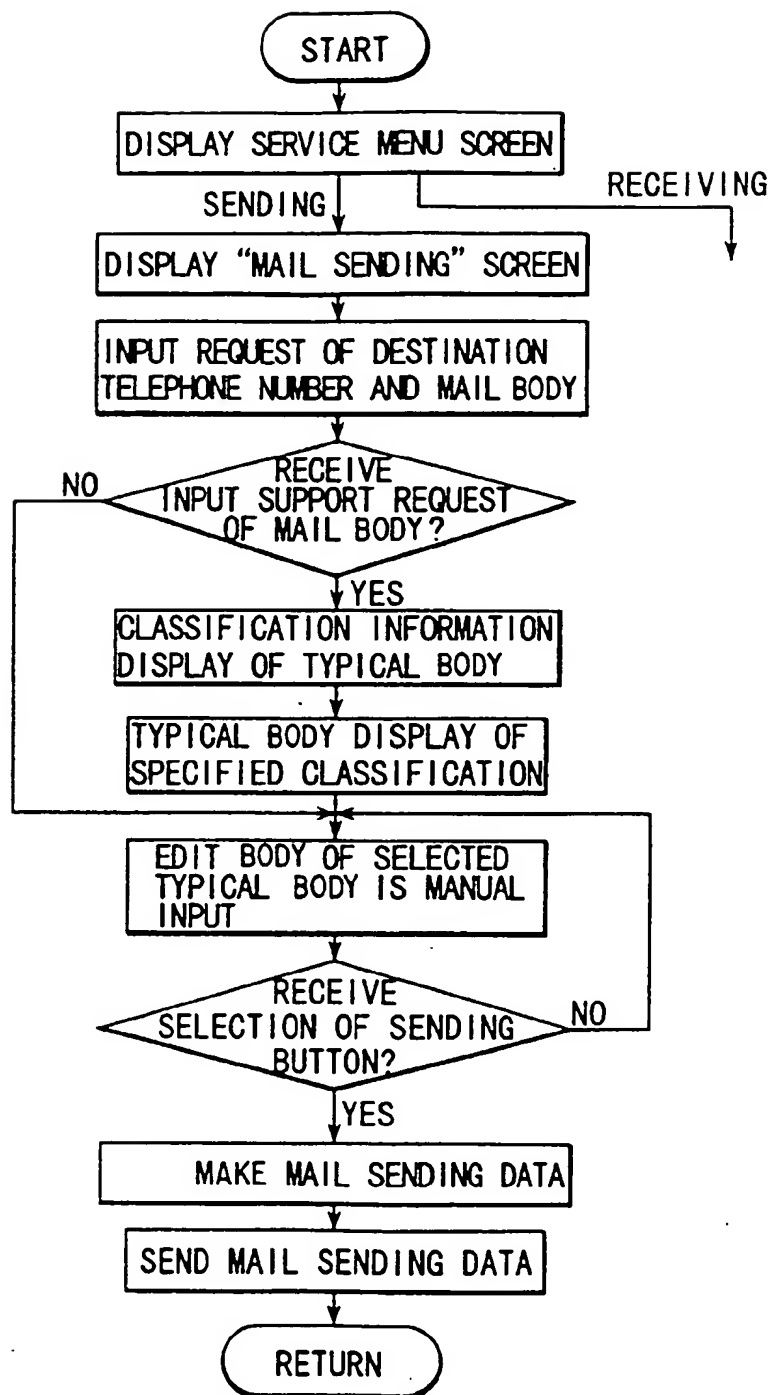 START
DISPLAY SERVICE MENU SCREEN
RECEIVING
SENDING
DISPLAY “MAIL SENDING” SCREEN
INPUT REQUEST OF DESTINATION
TELEPHONE NUMBER AND MAIL BODY
NO
RECEIVE
INPUT SUPPORT REQUEST
OF MAIL BODY?
YES
CLASSIFICATION INFORMATION
DISPLAY OF TYPICAL BODY
TYPICAL BODY DISPLAY OF
SPECIFIED CLASSIFICATION
EDIT BODY OF SELECTED
TYPICAL BODY IS MANUAL
INPUT
RECEIVE
SELECTION OF SENDING
BUTTON?
NO
YES
MAKE MAIL SENDING DATA
SEND MAIL SENDING DATA
RETURN